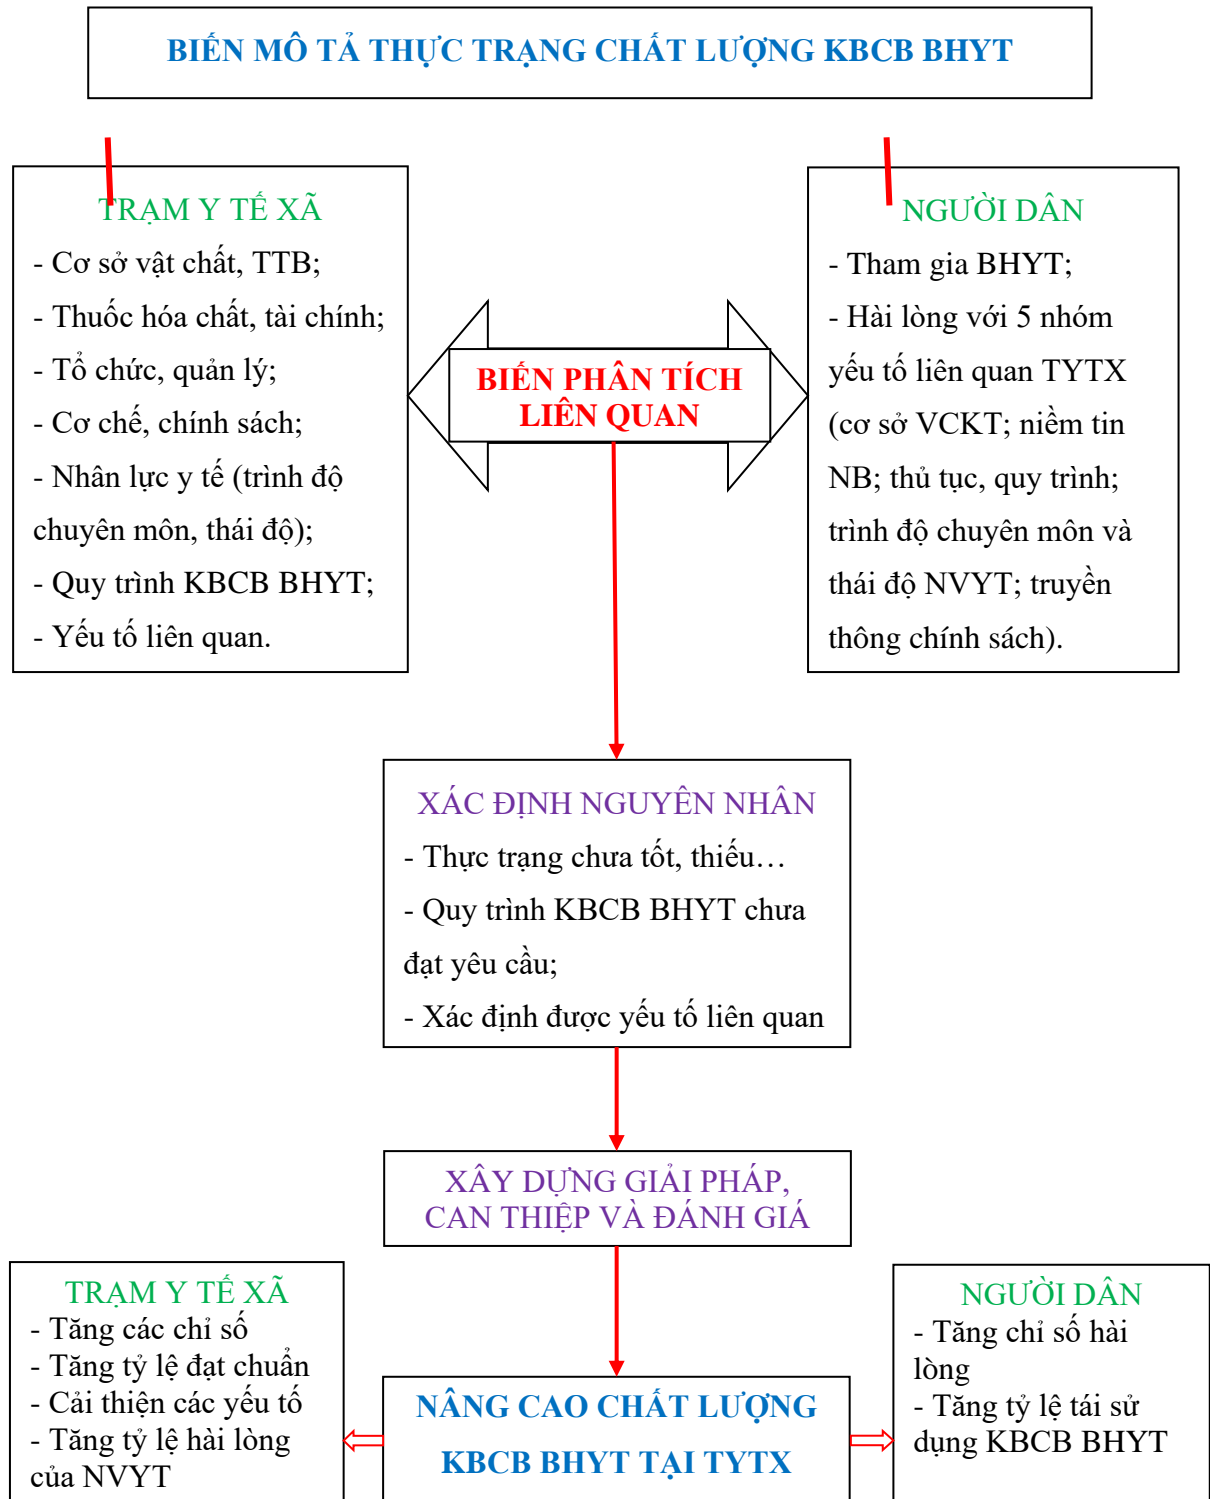 BIẾN MÔ TẢ THỰC TRẠNG CHẤT LƯỢNG KBCB BHYT
TRẠM Y TẾ XÃ
- Cơ sở vật chất, TTB;
- Thuốc hóa chất, tài chính;
- Tổ chức, quản lý;
- Cơ chế, chính sách;
- Nhân lực y tế (trình độ
chuyên môn, thái độ);
- Quy trình KBCB BHYT;
- Yếu tố liên quan.
BIẾN PHÂN TÍCH
LIÊN QUAN
NGƯỜI DÂN
- Tham gia BHYT;
- Hài lòng với 5 nhóm
yếu tố liên quan TYTX
(cơ sở VCKT; niềm tin
NB; thủ tục, quy trình;
trình độ chuyên môn và
thái độ NVYT; truyền
thông chính sách).
XÁC ĐỊNH NGUYÊN NHÂN
- Thực trạng chưa tốt, thiếu…
- Quy trình KBCB BHYT chưa
đạt yêu cầu;
- Xác định được yếu tố liên quan
XÂY DỰNG GIẢI PHÁP,
CAN THIỆP VÀ ĐÁNH GIÁ
TRẠM Y TẾ XÃ
- Tăng các chỉ số
- Tăng tỷ lệ đạt chuẩn
- Cải thiện các yếu tố
- Tăng tỷ lệ hài lòng
của NVYT
NÂNG CAO CHẤT LƯỢNG
KBCB BHYT TẠI TYTX
NGƯỜI DÂN
- Tăng chỉ số hài
lòng
- Tăng tỷ lệ tái sử
dụng KBCB BHYT